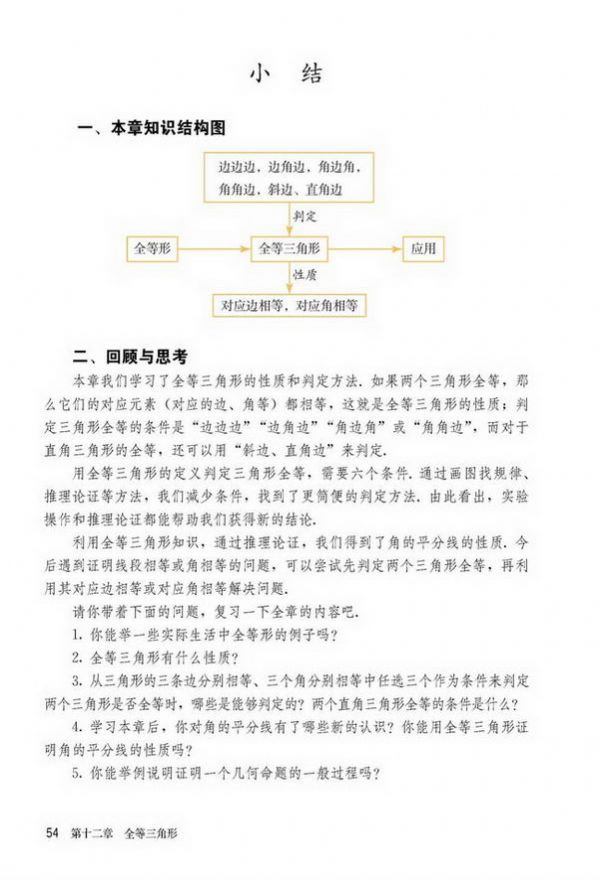 小 结
一、本章知识结构图
边边边，边角边，角边角，
角角边，斜边、直角边
判定
全等形
全等三角形
应用
性质
对应边相等，对应角相等
二、回顾与思考
本章我们学习了全等三角形的性质和判定方法.如果两个三角形全等，那
么它们的对应元素（对应的边、角等）都相等，这就是全等三角形的性质；判
定三角形全等的条件是“边边边”“边角边”“角边角”或“角角边”，而对于
直角三角形的全等，还可以用“斜边、直角边”来判定.
用全等三角形的定义判定三角形全等，需要六个条件.通过画图找规律、
推理论证等方法，我们减少条件，找到了更简便的判定方法.由此看出，实验
操作和推理论证都能帮助我们获得新的结论.
利用全等三角形知识，通过推理论证，我们得到了角的平分线的性质.今
后遇到证明线段相等或角相等的问题，可以尝试先判定两个三角形全等，再利
用其对应边相等或对应角相等解决问题.
请你带着下面的问题，复习一下全章的内容吧.
1. 你能举一些实际生活中全等形的例子吗？
2. 全等三角形有什么性质？
3. 从三角形的三条边分别相等、三个角分别相等中任选三个作为条件来判定
两个三角形是否全等时，哪些是能够判定的？两个直角三角形全等的条件是什么？
4. 学习本章后，你对角的平分线有了哪些新的认识？你能用全等三角形证
明角的平分线的性质吗？
5. 你能举例说明证明一个几何命题的一般过程吗？
54 第十二章 全等三角形